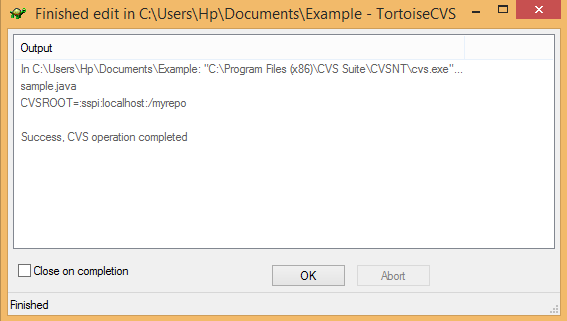 Finished edit in C:\Users\Hp\Documents\Example - TortoiseCVS
Output
In C:\Users\Hp\Documents\Example: "C:\Program Files (x86)\CVS Suite\CVSNT\cvs.exe"...
sample.java
CVSROOT=:sspi:localhost:/myrepo
Success, CVS operation completed
Close on completion
OK
Abort
Finished